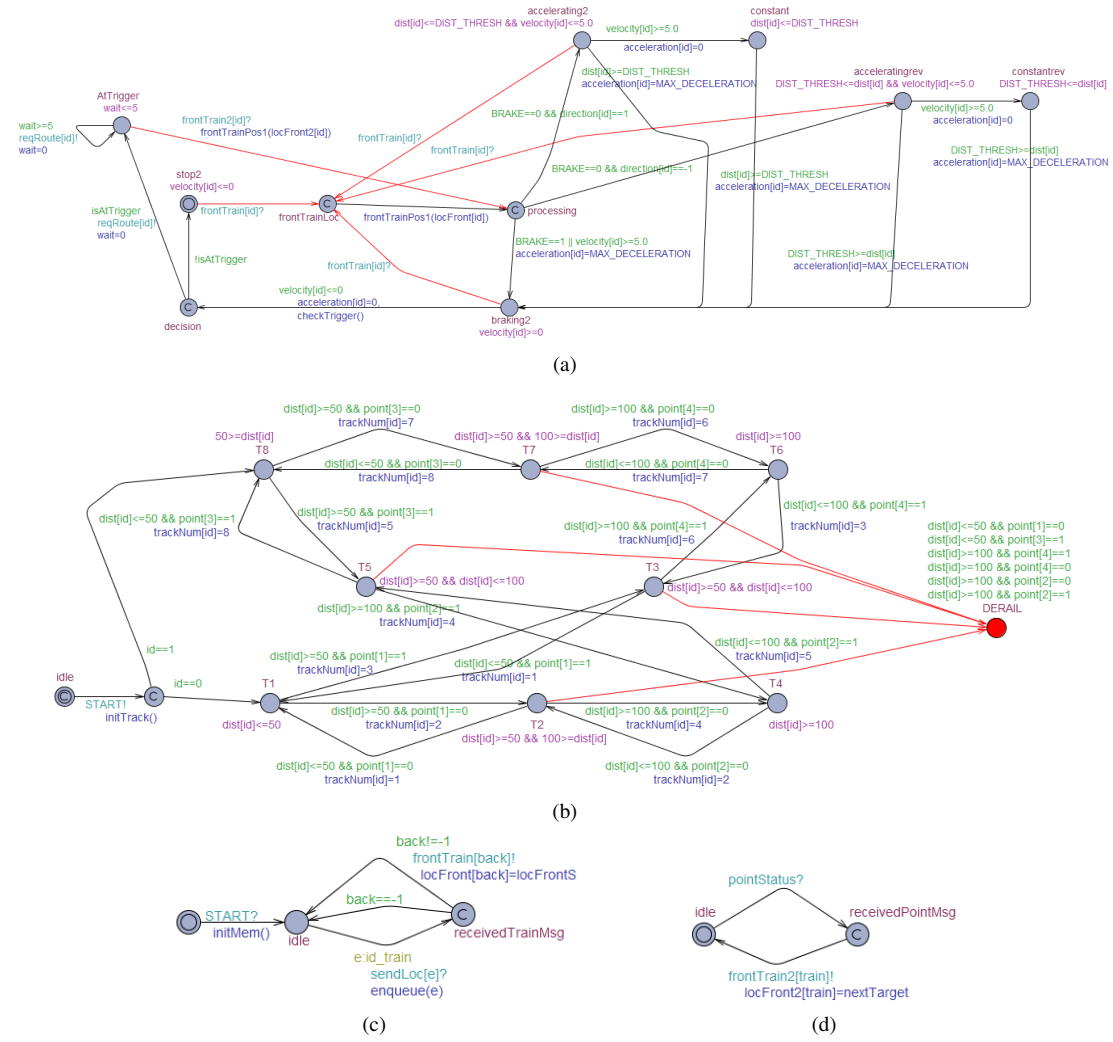 accelerating2
dist[id]<=DIST_THRESH && velocity[id]<=5.0
velocity[id]>=5.0
acceleration[id]=0
constant
dist[id]<=DIST_THRESH
dist[id]>=DIST_THRESH
acceleration[id]=MAX_DECELERATION
acceleratingrev
DIST_THRESH<=dist[id] && velocity[id]<=5.0
constantrev
DIST_THRESH<=dist[id]
velocity[id]>=5.0
acceleration[id]=0
AtTrigger
wait<=5
wait>=5
reqRoute[id]!
wait=0
frontTrain2[id]?
frontTrainPos1(locFront2[id])
BRAKE==0 && direction[id]==1
frontTrain[id]?
frontTrain[id]?
DIST_THRESH>=dist[id]
acceleration[id]=MAX_DECELERATION
stop2
velocity[id]<=0
BRAKE==0 && direction[id]==-1
dist[id]>=DIST_THRESH
acceleration[id]=MAX_DECELERATION
isAtTrigger
reqRoute[id]!
wait=0
frontTrain[id]?
C
frontTrainLoc
frontTrainPos1(locFront[id])
C
processing
BRAKE==1 || velocity[id]>=5.0
acceleration[id]=MAX_DECELERATION
DIST_THRESH>=dist[id]
acceleration[id]=MAX_DECELERATION
!isAtTrigger
frontTrain[id]?
velocity[id]<=0
acceleration[id]=0,
checkTrigger()
C
decision
braking2
velocity[id]>=0
(a)
dist[id]>=50 && point[3]==0
trackNum[id]=7
dist[id]>=100 && point[4]==0
trackNum[id]=6
50>=dist[id]
T8
dist[id]>=50 && 100>=dist[id]
T7
dist[id]>=100
T6
dist[id]<=50 && point[3]==0
trackNum[id]=8
dist[id]<=100 && point[4]==0
trackNum[id]=7
dist[id]<=50 && point[3]==1
trackNum[id]=8
dist[id]>=50 && point[3]==1
trackNum[id]=5
dist[id]>=100 && point[4]==1
trackNum[id]=6
dist[id]<=100 && point[4]==1
trackNum[id]=3
dist[id]<=50 && point[1]==0
dist[id]<=50 && point[3]==1
dist[id]>=100 && point[4]==1
dist[id]>=100 && point[4]==0
dist[id]>=100 && point[2]==0
dist[id]>=100 && point[2]==1
DERAIL
T5
dist[id]>=50 && dist[id]<=100
T3
dist[id]>=50 && dist[id]<=100
dist[id]>=100 && point[2]==1
trackNum[id]=4
dist[id]<=100 && point[2]==1
trackNum[id]=5
id==1
dist[id]>=50 && point[1]==1
trackNum[id]=3
dist[id]<=50 && point[1]==1
trackNum[id]=1
idle
C
START!
initTrack()
id==0
C
T1
dist[id]<=50
dist[id]>=50 && point[1]==0
trackNum[id]=2
T2
dist[id]>=50 && 100>=dist[id]
dist[id]>=100 && point[2]==0
trackNum[id]=4
T4
dist[id]>=100
dist[id]<=50 && point[1]==0
trackNum[id]=1
dist[id]<=100 && point[2]==0
trackNum[id]=2
(b)
back!=-1
frontTrain[back]!
locFront[back]=locFrontS
back==-1
START?
initMem()
idle
C
receivedTrainMsg
e:id_train
sendLoc[e]?
enqueue(e)
(c)
pointStatus?
idle
C
receivedPointMsg
C
frontTrain2[train]!
locFront2[train]=nextTarget
(d)